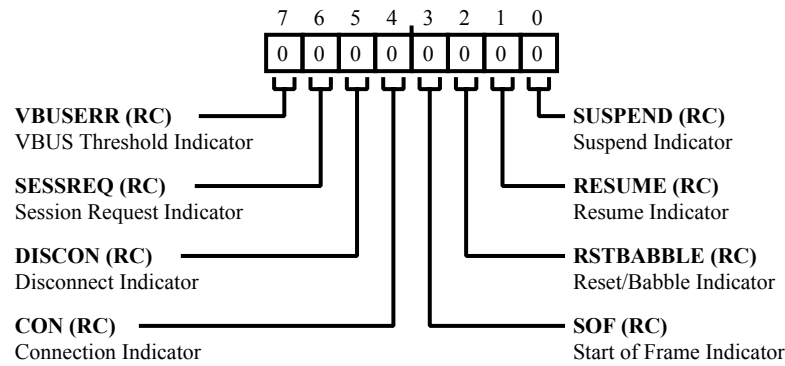 7 6 5 4 3 2 1 0
0 0 0 0 0 0 0 0
VBUSERR (RC)
VBUS Threshold Indicator
SESSREQ (RC)
Session Request Indicator
DISCON (RC)
Disconnect Indicator
CON (RC)
Connection Indicator
SUSPEND (RC)
Suspend Indicator
RESUME (RC)
Resume Indicator
RSTBABBLE (RC)
Reset/Babble Indicator
SOF (RC)
Start of Frame Indicator